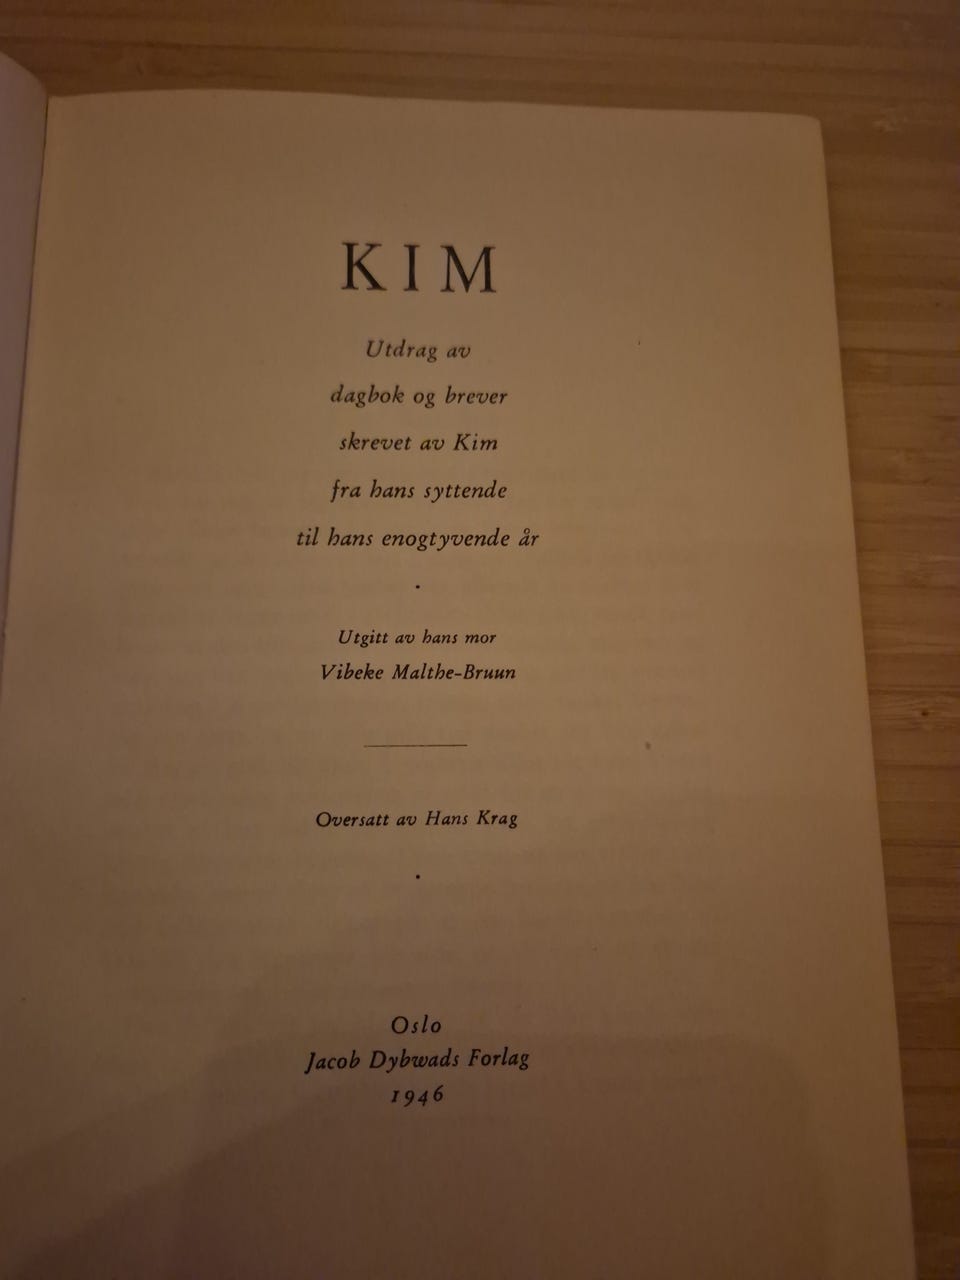 KIM
Utdrag av
dagbok og brever
skrevet av Kim
fra hans syttende
til hans enogtyvende år
.
Utgitt av hans mor
Vibeke Malthe-Bruun
Oversatt av Hans Krag
.
Oslo
Jacob Dybwads Forlag
1946